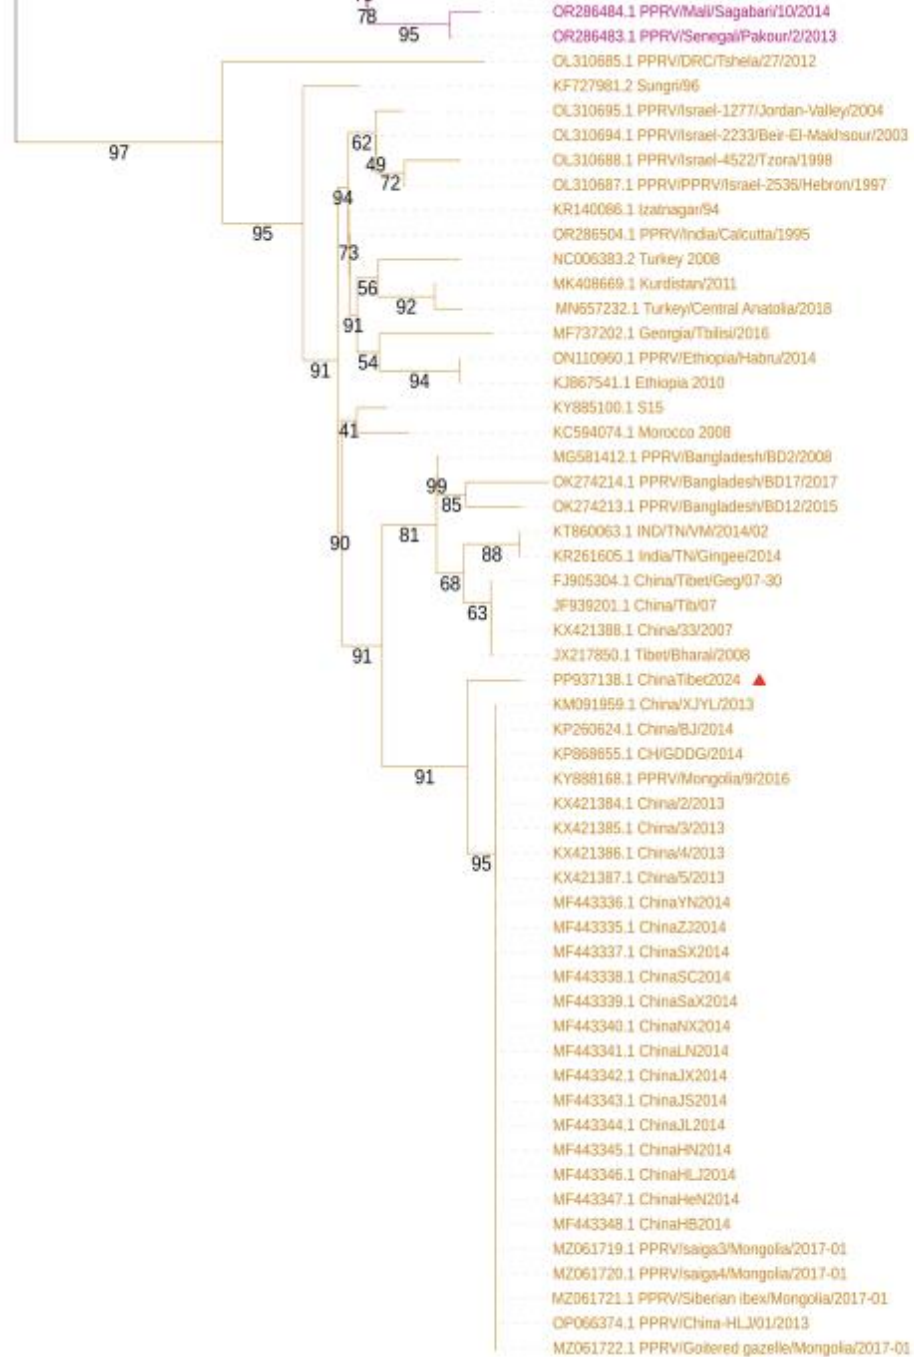 78
OR286484.1 PPRV/Mali/Sagabari/10/2014
95
OR286483.1 PPRV/Senegal/Pakour/2/2013
OL310685.1 PPRV/DRC/Tshela/27/2012
KF727981.2 Sungri/96
OL310695.1 PPRV/Israel-1277/Jordan-Valley/2004
97
62
OL310694.1 PPRV/Israel-2233/Beir-El-Makhsour/2003
49
OL310688.1 PPRV/Israel-4522/Tzora/1998
72
OL310687.1 PPRV/PPRV/Israel-2536/Hebron/1997
94
KR140086.1 Izatnagar/94
95
OR286504.1 PPRV/India/Calcutta/1995
73
NC006383.2 Turkey 2008
56
MK408669.1 Kurdistan/2011
92
MN657232.1 Turkey/Central Anatolia/2018
91
MF737202.1 Georgia/Tbilisi/2016
91
54
ON110960.1 PPRV/Ethiopia/Habru/2014
94
KJ867541.1 Ethiopia 2010
KY885100.1 S15
41
KC594074.1 Morocco 2008
MG581412.1 PPRV/Bangladesh/BD2/2008
99
OK274214.1 PPRV/Bangladesh/BD17/2017
85
OK274213.1 PPRV/Bangladesh/BD12/2015
90
81
KT860063.1 IND/TN/VM/2014/02
88
KR261605.1 India/TN/Gingee/2014
68
FJ905304.1 China/Tibet/Geg/07-30
63
JF939201.1 China/Tib/07
KX421388.1 China/33/2007
91
JX217850.1 Tibet/Bharal/2008
PP937138.1 ChinaTibet2024
KM091959.1 China/XJYL/2013
KP260624.1 China/BJ/2014
KP868655.1 CH/GDDG/2014
91
KY888168.1 PPRV/Mongolia/9/2016
KX421384.1 China/2/2013
KX421385.1 China/3/2013
95
KX421386.1 China/4/2013
KX421387.1 China/5/2013
MF443336.1 ChinaYN2014
MF443335.1 ChinaZJ2014
MF443337.1 ChinaSX2014
MF443338.1 ChinaSC2014
MF443339.1 ChinaSaX2014
MF443340.1 ChinaNX2014
MF443341.1 ChinaLN2014
MF443342.1 ChinaJX2014
MF443343.1 ChinaJS2014
MF443344.1 ChinaJL2014
MF443345.1 ChinaHN2014
MF443346.1 ChinaHLJ2014
MF443347.1 ChinaHeN2014
MF443348.1 ChinaHB2014
MZ061719.1 PPRV/saiga3/Mongolia/2017-01
MZ061720.1 PPRV/saiga4/Mongolia/2017-01
MZ061721.1 PPRV/Siberian ibex/Mongolia/2017-01
OP066374.1 PPRV/China-HLJ/01/2013
MZ061722.1 PPRV/Goitered gazelle/Mongolia/2017-01